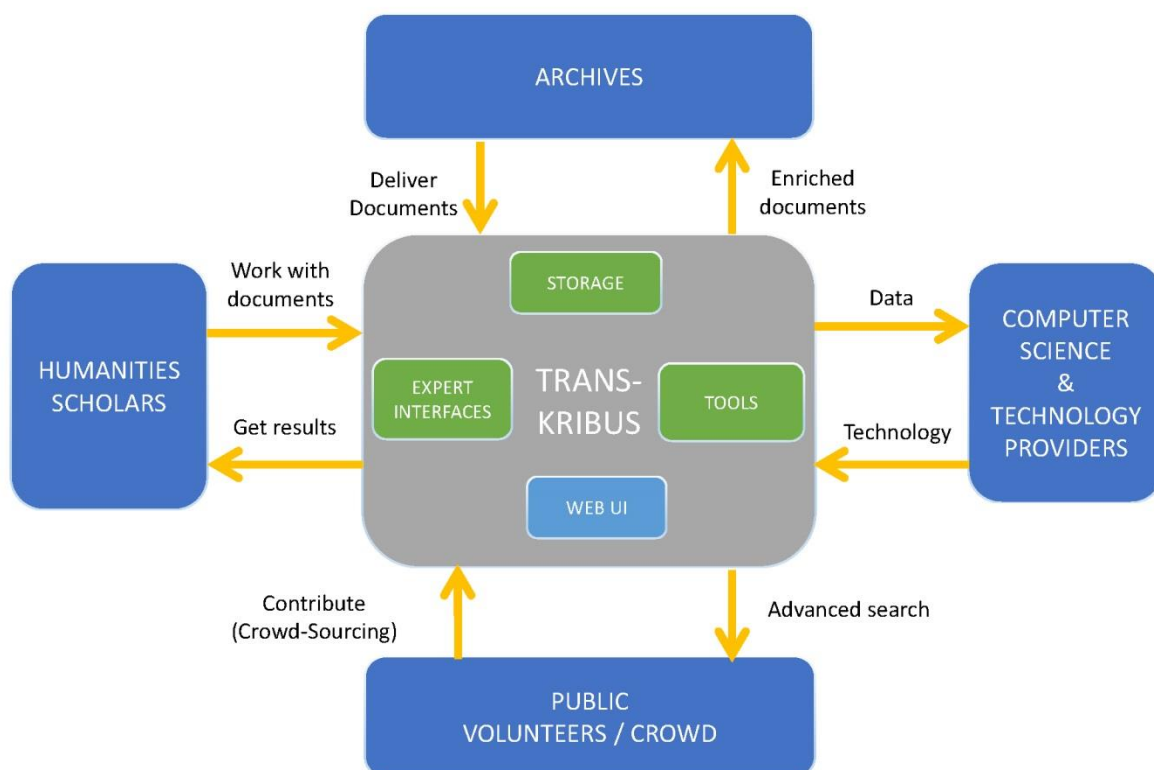 ARCHIVES
Deliver
Documents
Enriched
documents
Work with
documents
STORAGE
Data
HUMANITIES
SCHOLARS
EXPERT
INTERFACES
TRANS-
KRIBUS
TOOLS
COMPUTER
SCIENCE
&
TECHNOLOGY
PROVIDERS
Get results
Technology
WEB UI
Contribute
(Crowd-Sourcing)
Advanced search
PUBLIC
VOLUNTEERS / CROWD